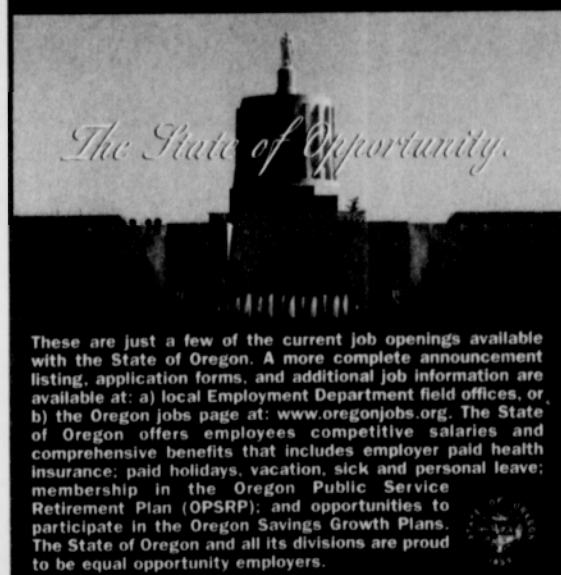 The State of Opportunity.
These are just a few of the current job openings available
with the State of Oregon. A more complete announcement
listing, application forms, and additional job information are
available at: a) local Employment Department field offices, or
b) the Oregon jobs page at: www.oregonjobs.org. The State
of Oregon offers employees competitive salaries and
comprehensive benefits that includes employer paid health
insurance; paid holidays, vacation, sick and personal leave;
membership in the Oregon Public Service
Retirement Plan (OPSRP); and opportunities to
participate in the Oregon Savings Growth Plans.
The State of Oregon and all its divisions are proud
to be equal opportunity employers.